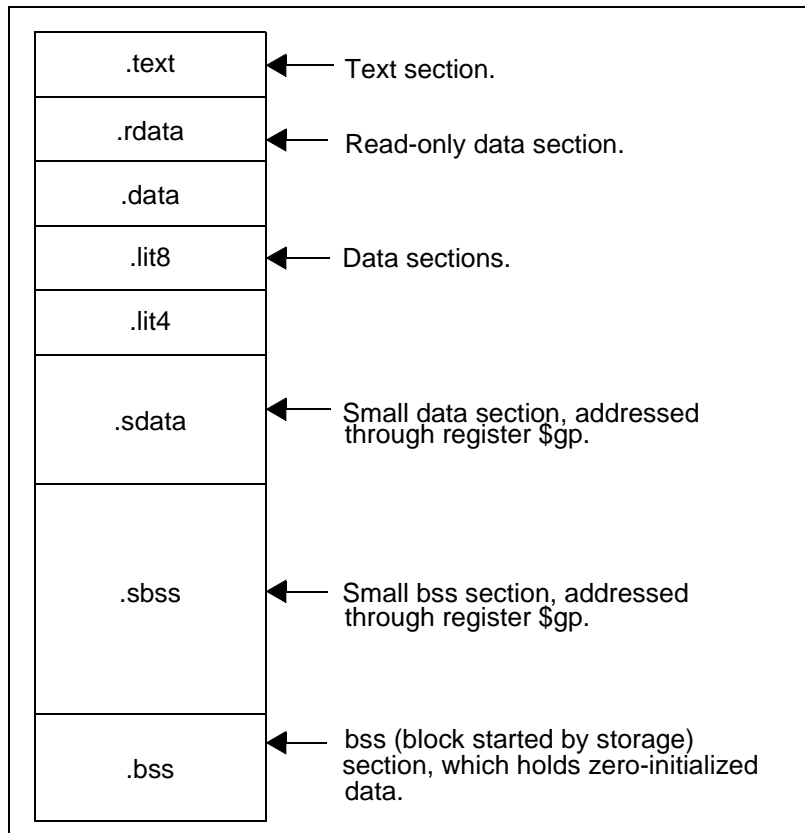 .text
Text section.
.rdata
Read-only data section.
.data
.lit8
Data sections.
.lit4
.sdata
Small data section, addressed
through register $gp.
.sbss
Small bss section, addressed
through register $gp.
.bss
bss (block started by storage)
section, which holds zero-initialized
data.